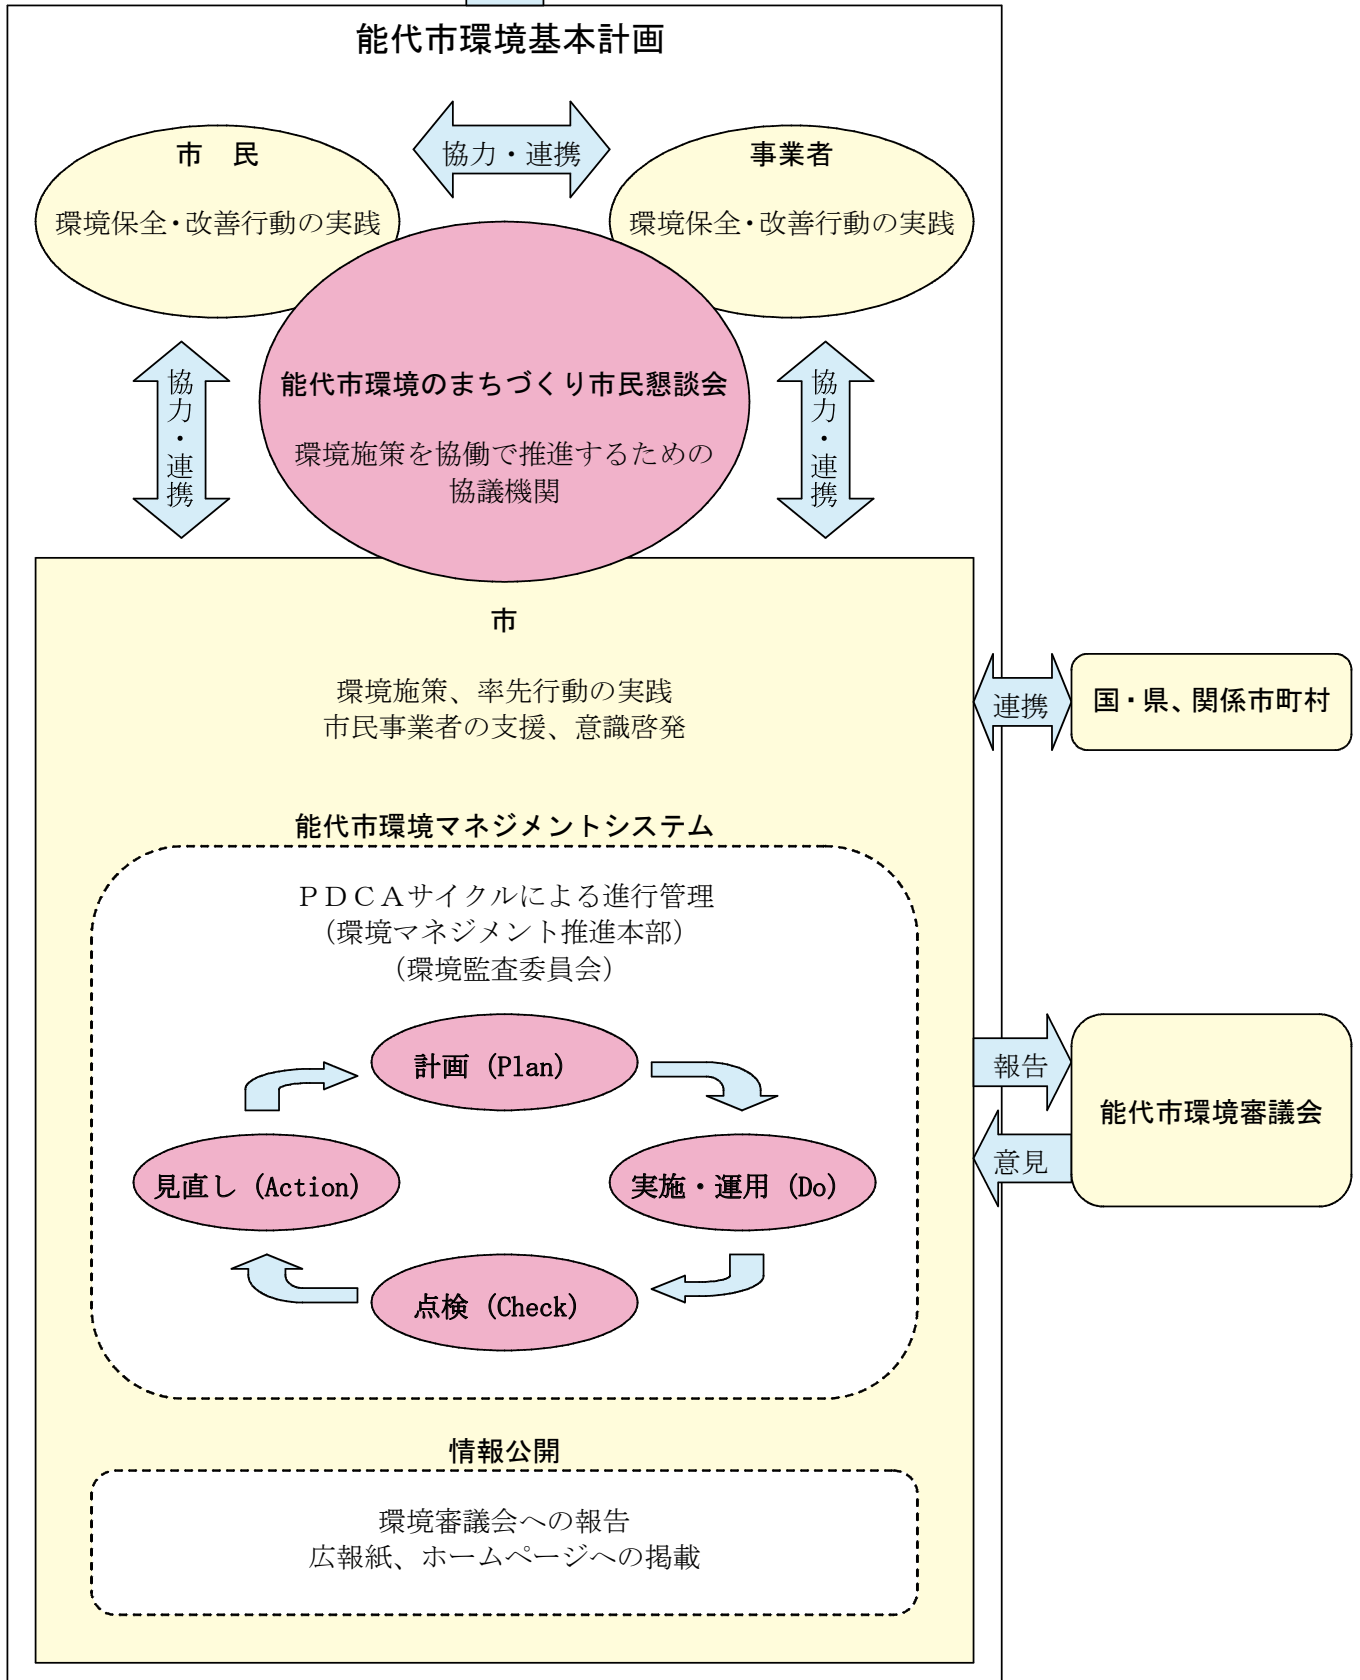 能代市環境基本計画
協力・連携
市　民
環境保全・改善行動の実践
事業者
環境保全・改善行動の実践
能代市環境のまちづくり市民懇談会
環境施策を協働で推進するための
協議機関
協力・連携
協力・連携
市
環境施策、率先行動の実践
市民事業者の支援、意識啓発
連携
国・県、関係市町村
能代市環境マネジメントシステム
ＰＤＣＡサイクルによる進行管理
（環境マネジメント推進本部）
（環境監査委員会）
計画（Plan）
実施・運用（Do）
点検（Check）
見直し（Action）
報告
意見
能代市環境審議会
情報公開
環境審議会への報告
広報紙、ホームページへの掲載